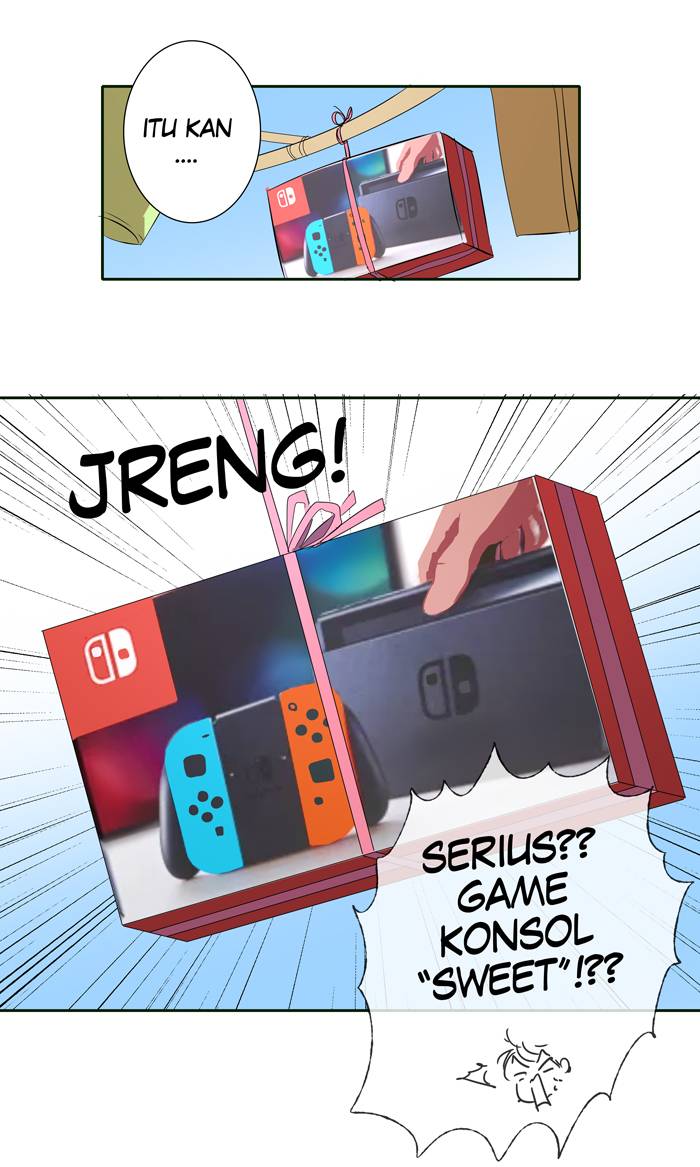 ITU KAN
....
JRENG!
SERIUS??
GAME
KONSOL
"SWEET"!??